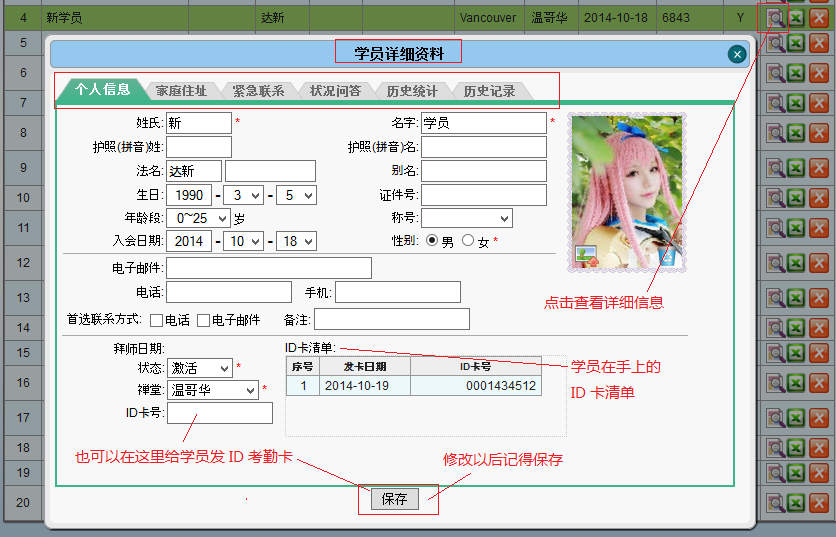 4 新学员 达新 Vancouver 温哥华 2014-10-18 6843 Y
5
学员详细资料
6
个人信息 家庭住址 紧急联系 状况问答 历史统计 历史记录
7
姓氏: 新 * 名字: 学员 *
8
护照(拼音)姓: 护照(拼音)名:
9
法名: 达新 别名:
10
生日: 1990 - 3 - 5 证件号:
年龄段: 0~25 岁 称号:
11
入会日期: 2014 - 10 - 18 性别: 男 女 *
12
电子邮件:
13
电话: 手机:
点击查看详细信息
14
首选联系方式: 电话 电子邮件 备注:
15
拜师日期: ID卡清单:
状态: 激活 * 序号 发卡日期 ID卡号
学员在手上的
16
禅堂: 温哥华 * 1 2014-10-19 0001434512
ID 卡清单
17
ID卡号:
18
也可以在这里给学员发 ID 考勤卡 修改以后记得保存
19
20
保存